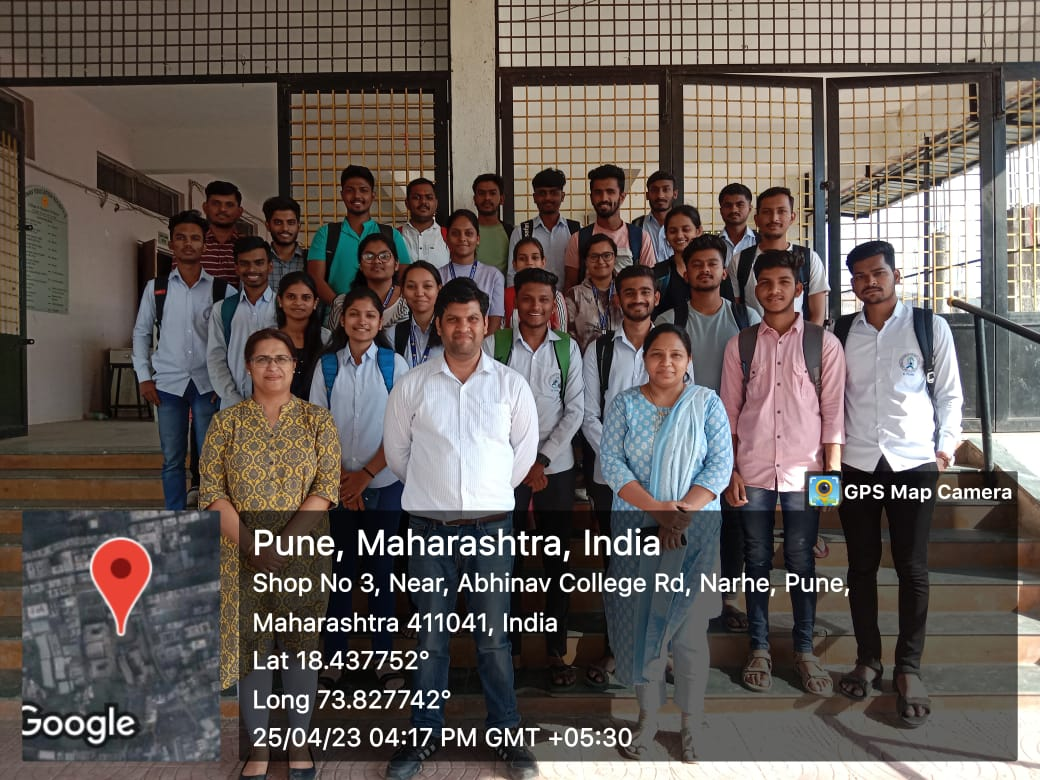 GPS Map Camera
Pune, Maharashtra, India
Shop No 3, Near, Abhinav College Rd, Narhe, Pune,
Maharashtra 411041, India
Lat 18.437752°
Long 73.827742°
25/04/23 04:17 PM GMT +05:30
Google